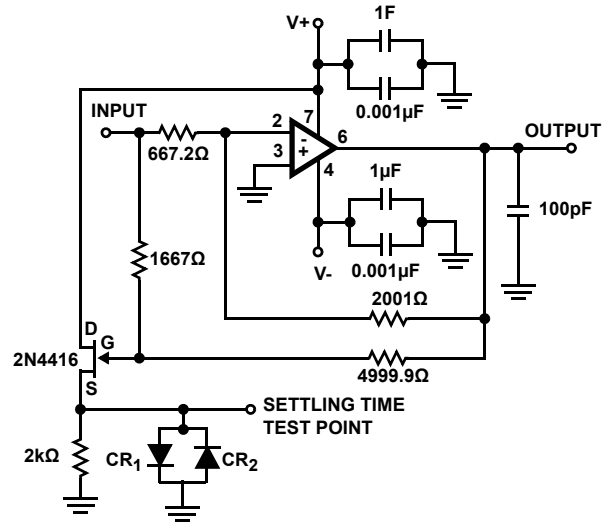 V+
1F
0.001µF
INPUT
667.2Ω
2
3
-
+
7
6
4
OUTPUT
1µF
0.001µF
V-
100pF
1667Ω
2001Ω
4999.9Ω
D
G
2N4416
S
SETTLING TIME
TEST POINT
2kΩ
CR1
CR2